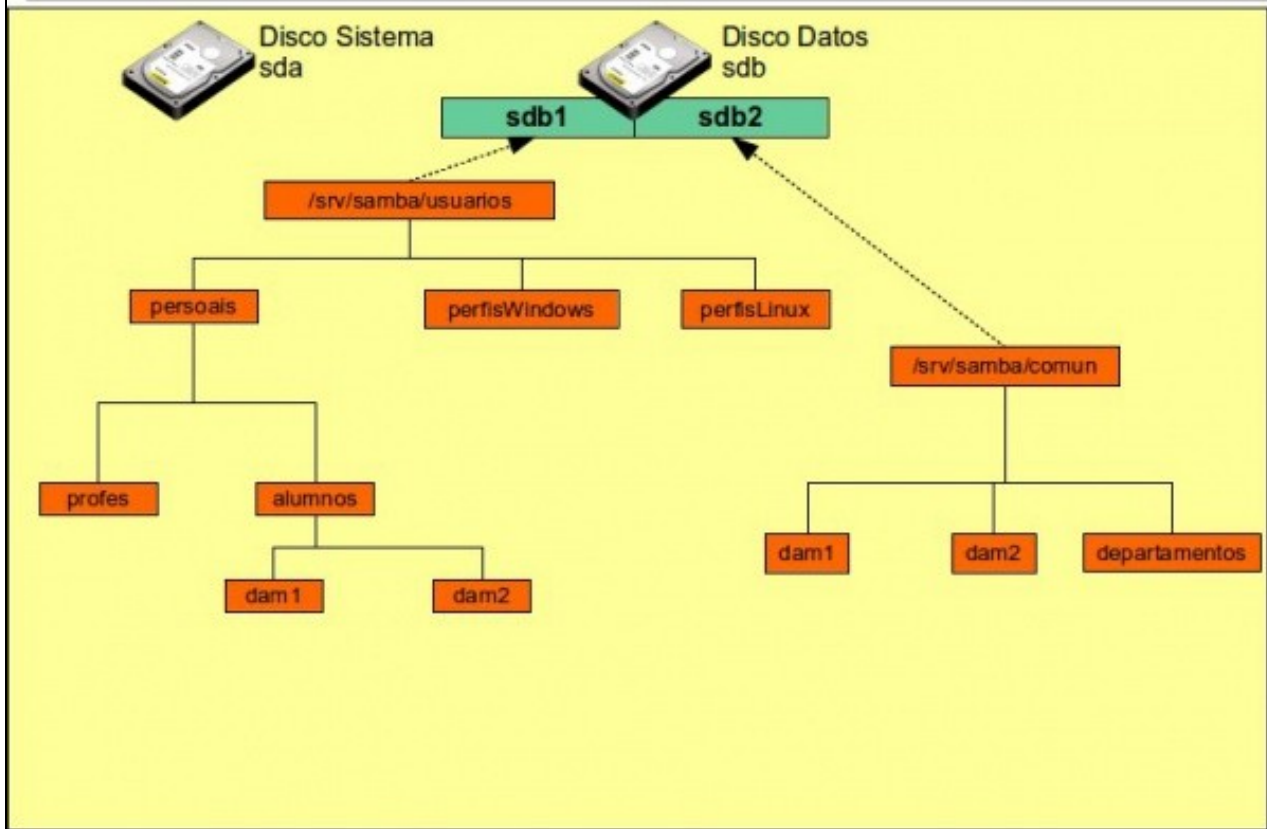 Disco Sistema
sda
Disco Datos
sdb
sdb1
sdb2
/srv/samba/usuarios
persoais
perfisWindows
perfisLinux
/srv/samba/comun
profes
alumnos
dam1
dam2
departamentos
dam1
dam2